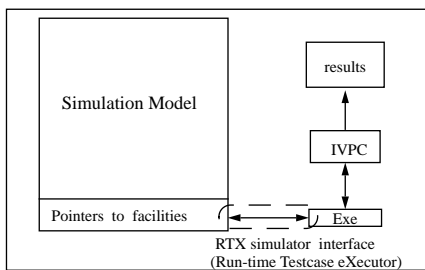 Simulation Model
results
IVPC
Pointers to facilities
Exe
RTX simulator interface
(Run-time Testcase eXecutor)